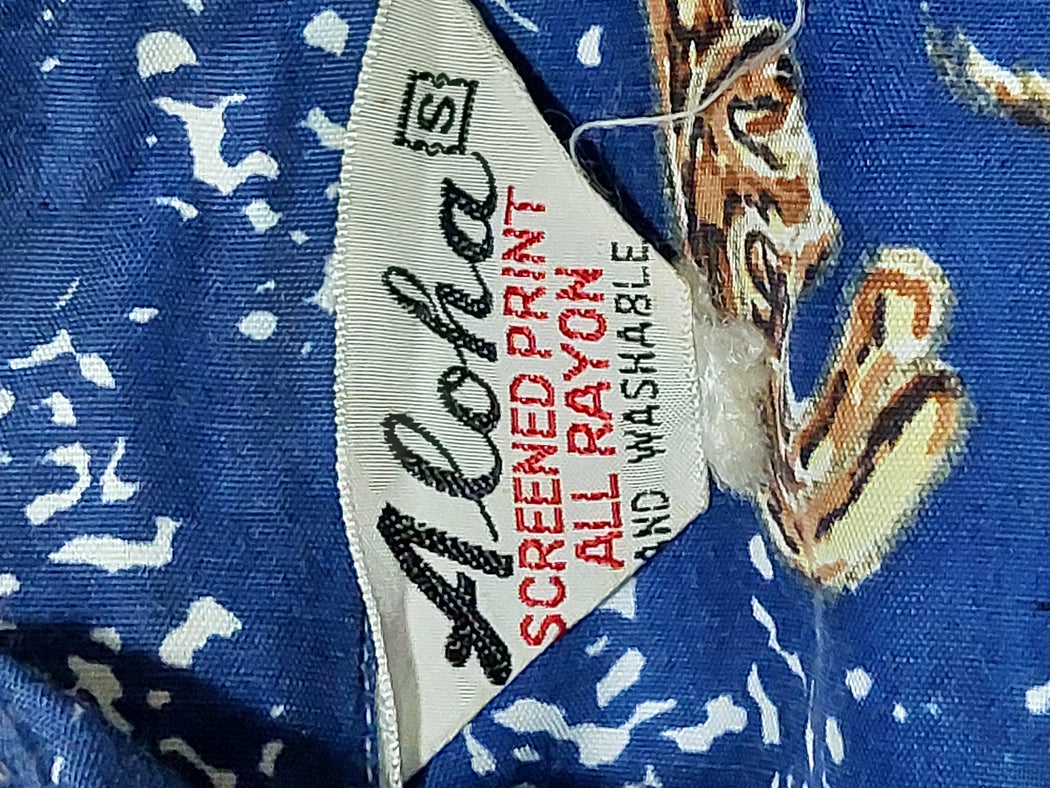 Aloha S
SCREENED PRINT
ALL RAYON
AND WASHABLE